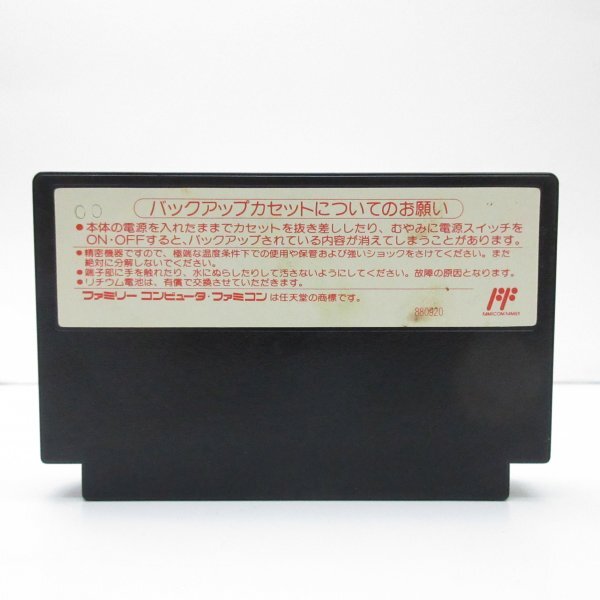 バックアップカセットについてのお願い
●本体の電源を入れたままでカセットを抜き差ししたり、むやみに電源スイッチを
ON・OFFすると、バックアップされている内容が消えてしまうことがあります。
●精密機器ですので、極端な温度条件下での使用や保管および強いショックをさけてください。また
絶対に分解しないでください。
●端子部に手を触れたり、水にぬらしたりして汚さないようにしてください。故障の原因となります。
●リチウム電池は、有償で交換させていただきます。
ファミリー コンピュータ・ファミコン は任天堂の商標です。
880920